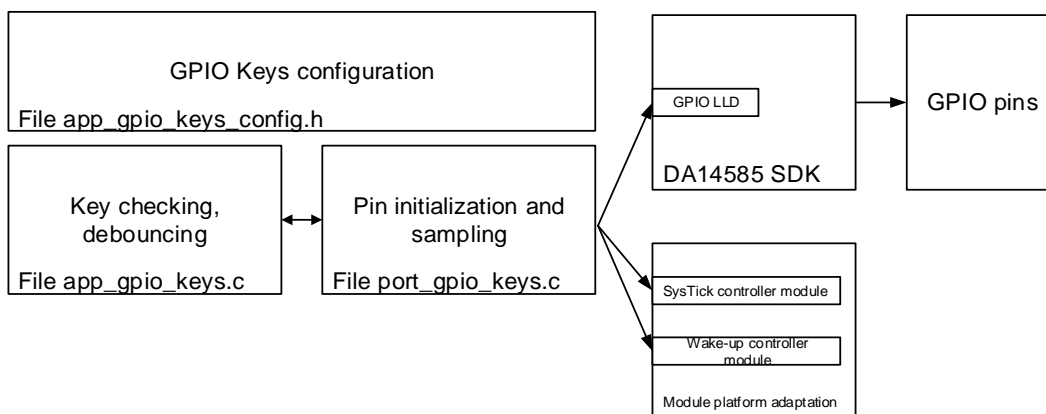 GPIO Keys configuration
File app_gpio_keys_config.h
Key checking,
debouncing
File app_gpio_keys.c
Pin initialization and
sampling
File port_gpio_keys.c
GPIO LLD
DA14585 SDK
GPIO pins
SysTick controller module
Wake-up controller
module
Module platform adaptation